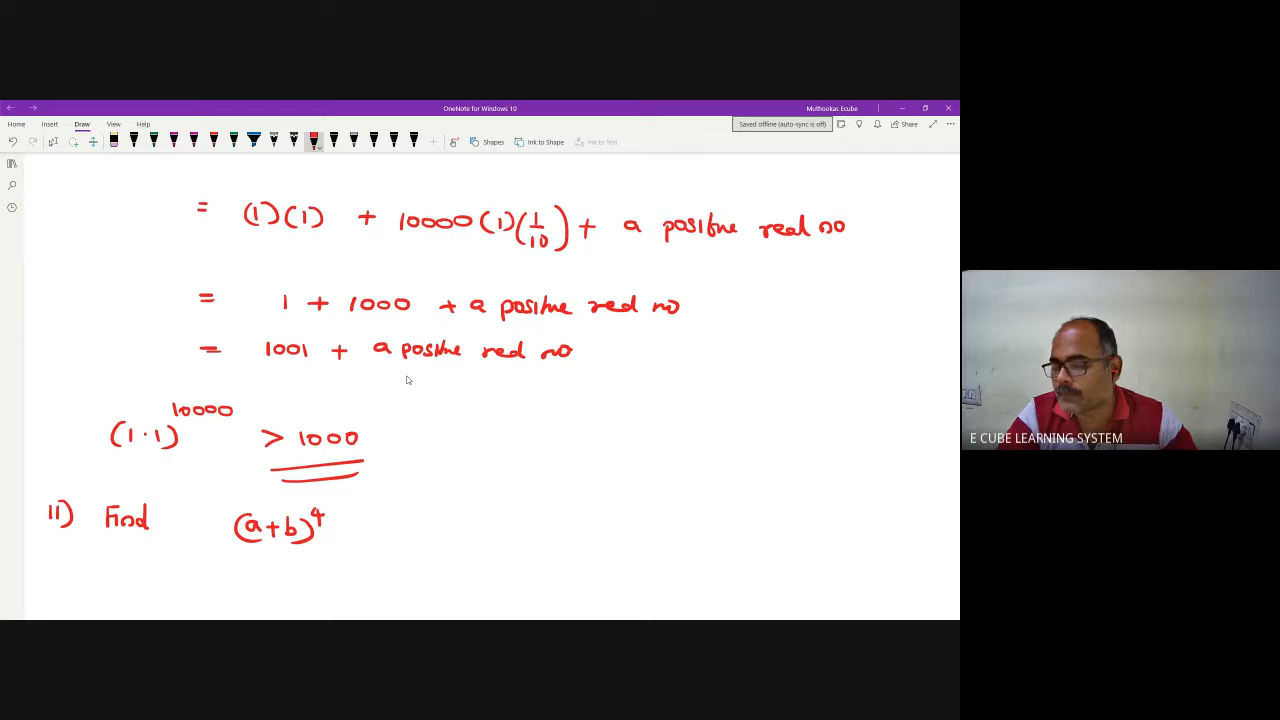 OneNote for Windows 10
Muthookas Ecube
Home Insert Draw View Help
Saved offline (auto-sync is off)
Share
Shapes Ink to Shape Ink to Text
= (1)(1) + 10000(1)(1/10) + a positive real no
= 1 + 1000 + a positive real no
= 1001 + a positive real no
(1.1)^10000 > 1000
11) Find (a+b)^4
E CUBE LEARNING SYSTEM